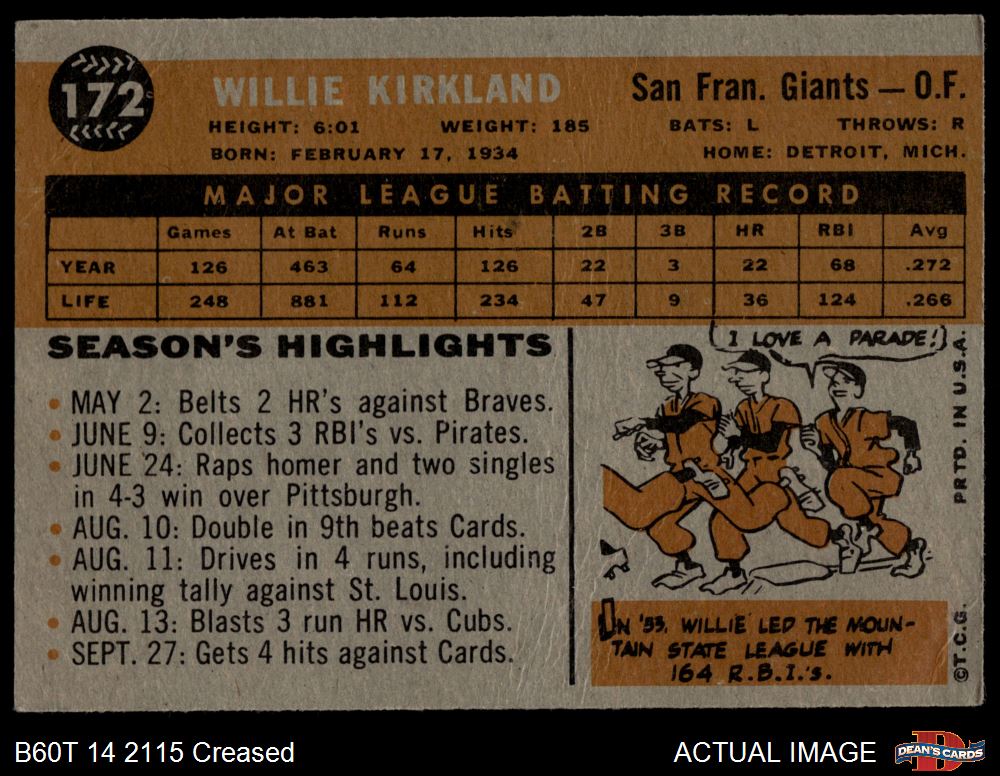 172
WILLIE KIRKLAND
San Fran. Giants — O.F.
HEIGHT: 6:01 WEIGHT: 185 BATS: L THROWS: R
BORN: FEBRUARY 17, 1934 HOME: DETROIT, MICH.
MAJOR LEAGUE BATTING RECORD
Games At Bat Runs Hits 2B 3B HR RBI Avg
YEAR 126 463 64 126 22 3 22 68 .272
LIFE 248 881 112 234 47 9 36 124 .266
SEASON'S HIGHLIGHTS
• MAY 2: Belts 2 HR's against Braves.
• JUNE 9: Collects 3 RBI's vs. Pirates.
• JUNE 24: Raps homer and two singles
in 4-3 win over Pittsburgh.
• AUG. 10: Double in 9th beats Cards.
• AUG. 11: Drives in 4 runs, including
winning tally against St. Louis.
• AUG. 13: Blasts 3 run HR vs. Cubs.
• SEPT. 27: Gets 4 hits against Cards.
I LOVE A PARADE!
IN '53, WILLIE LED THE MOUN-
TAIN STATE LEAGUE WITH
164 R.B.I.'s.
©T.C.G. PRTD. IN U.S.A.
B60T 14 2115 Creased
ACTUAL IMAGE
DEAN'S CARDS